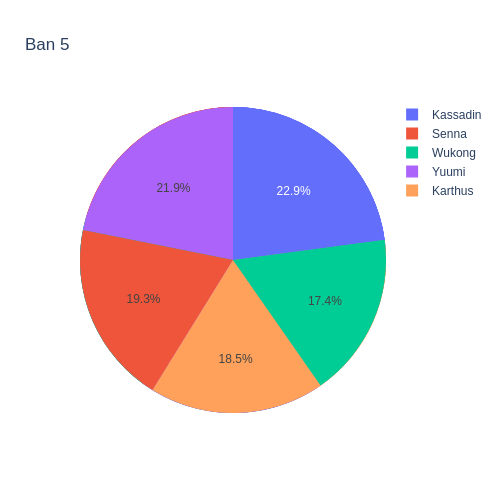 Ban 5
Kassadin
Senna
Wukong
Yuumi
Karthus
21.9%
22.9%
19.3%
17.4%
18.5%